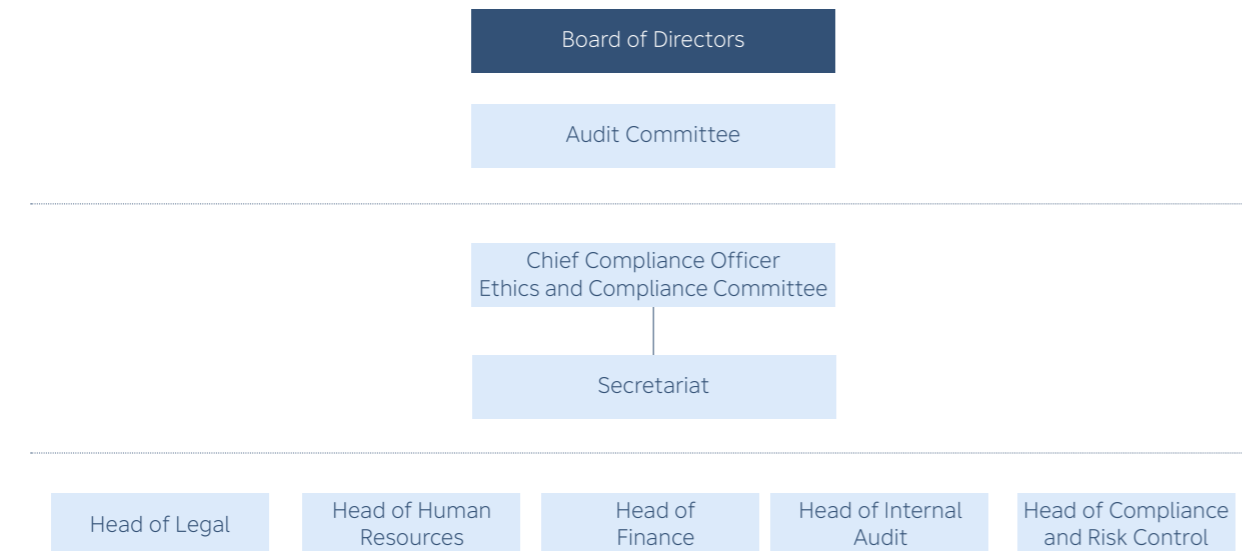 Board of Directors
Audit Committee
Chief Compliance Officer
Ethics and Compliance Committee
Secretariat
Head of Legal
Head of Human
Resources
Head of
Finance
Head of Internal
Audit
Head of Compliance
and Risk Control